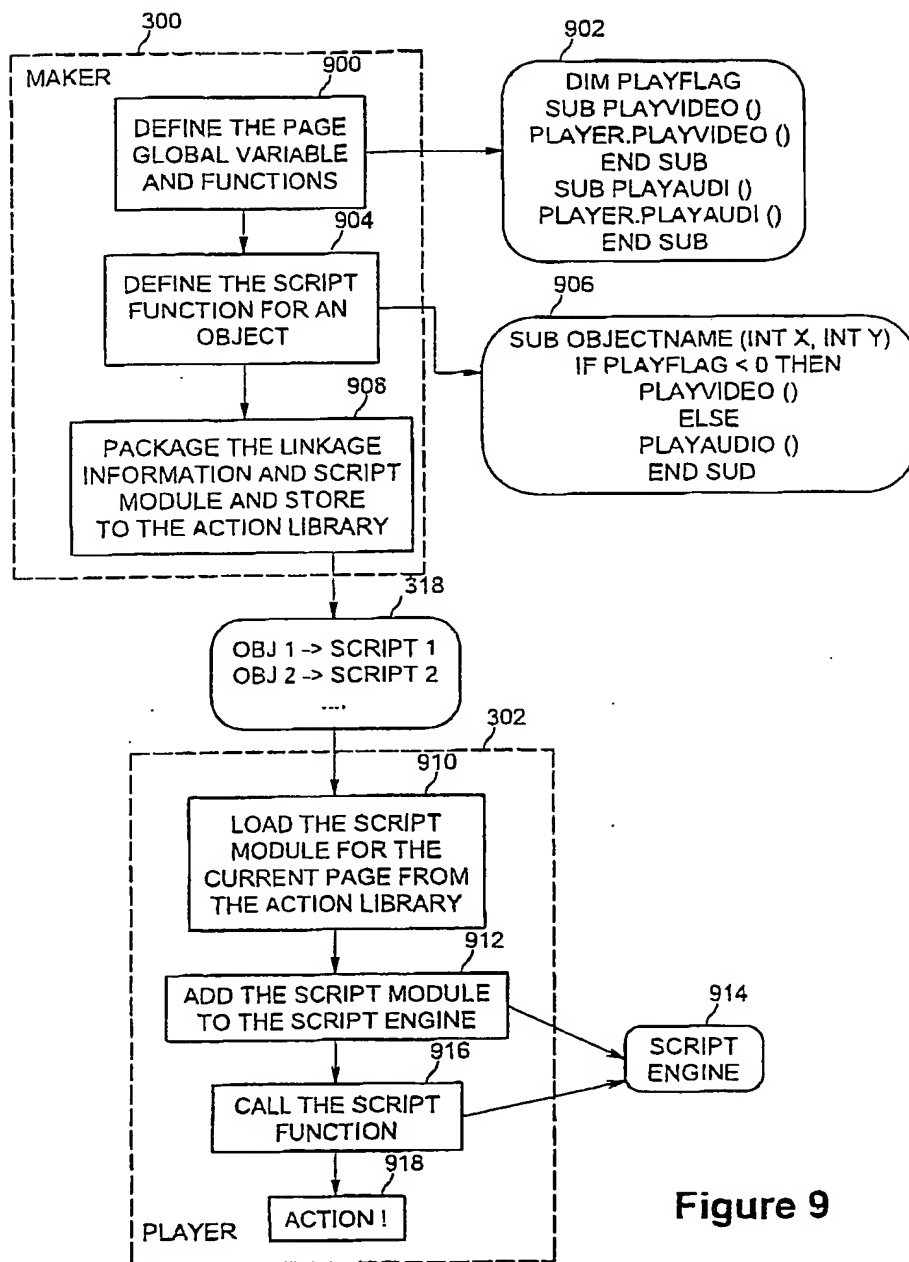 300
MAKER
900
DEFINE THE PAGE
GLOBAL VARIABLE
AND FUNCTIONS
902
DIM PLAYFLAG
SUB PLAYVIDEO ()
PLAYER.PLAYVIDEO ()
END SUB
SUB PLAYAUDI ()
PLAYER.PLAYAUDI ()
END SUB
904
DEFINE THE SCRIPT
FUNCTION FOR AN
OBJECT
906
SUB OBJECTNAME (INT X, INT Y)
IF PLAYFLAG < 0 THEN
PLAYVIDEO ()
ELSE
PLAYAUDIO ()
END SUD
908
PACKAGE THE LINKAGE
INFORMATION AND SCRIPT
MODULE AND STORE
TO THE ACTION LIBRARY
318
OBJ 1 -> SCRIPT 1
OBJ 2 -> SCRIPT 2
....
302
910
LOAD THE SCRIPT
MODULE FOR THE
CURRENT PAGE FROM
THE ACTION LIBRARY
912
ADD THE SCRIPT MODULE
TO THE SCRIPT ENGINE
914
SCRIPT
ENGINE
916
CALL THE SCRIPT
FUNCTION
918
ACTION !
PLAYER
Figure 9